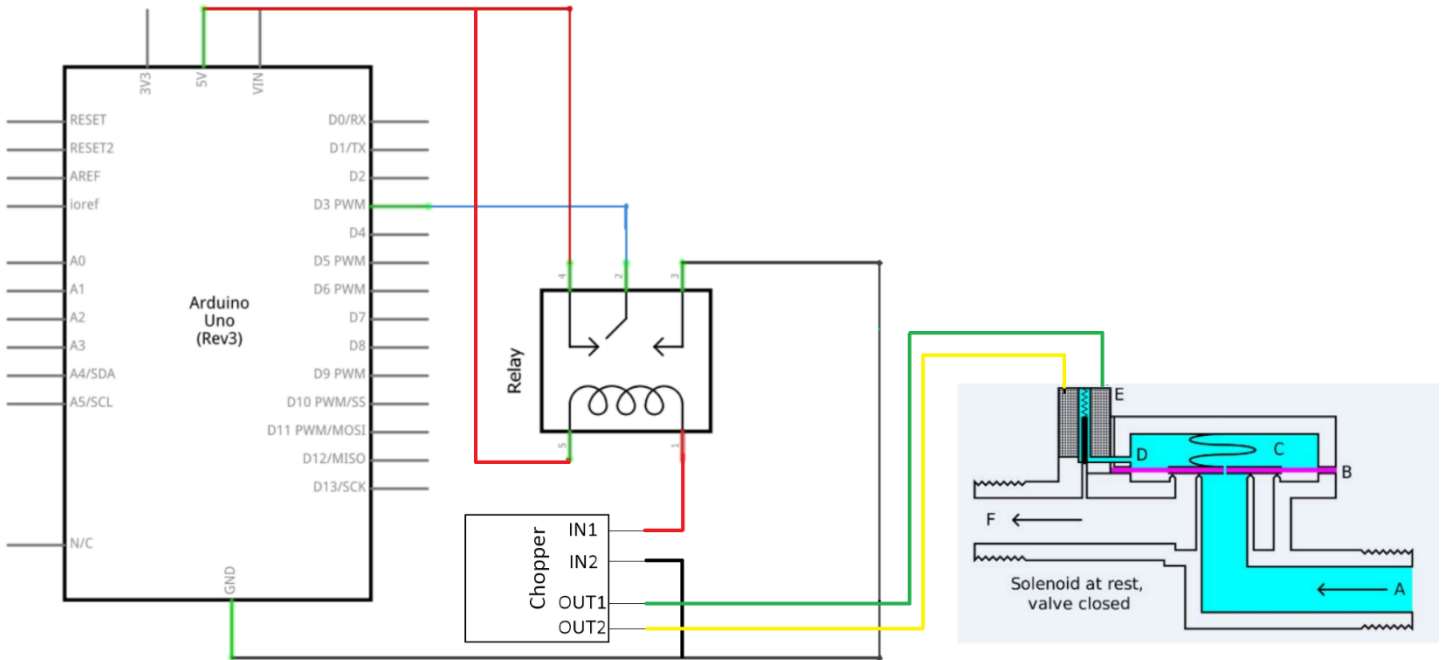 3V3
5V
VIN
RESET
RESET2
AREF
ioref
A0
A1
A2
A3
A4/SDA
A5/SCL
N/C
Arduino
Uno
(Rev3)
D0/RX
D1/TX
D2
D3 PWM
D4
D5 PWM
D6 PWM
D7
D8
D9 PWM
D10 PWM/SS
D11 PWM/MOSI
D12/MISO
D13/SCK
GND
4
2
3
Relay
5
1
Chopper
IN1
IN2
OUT1
OUT2
E
D
C
B
F
A
Solenoid at rest,
valve closed